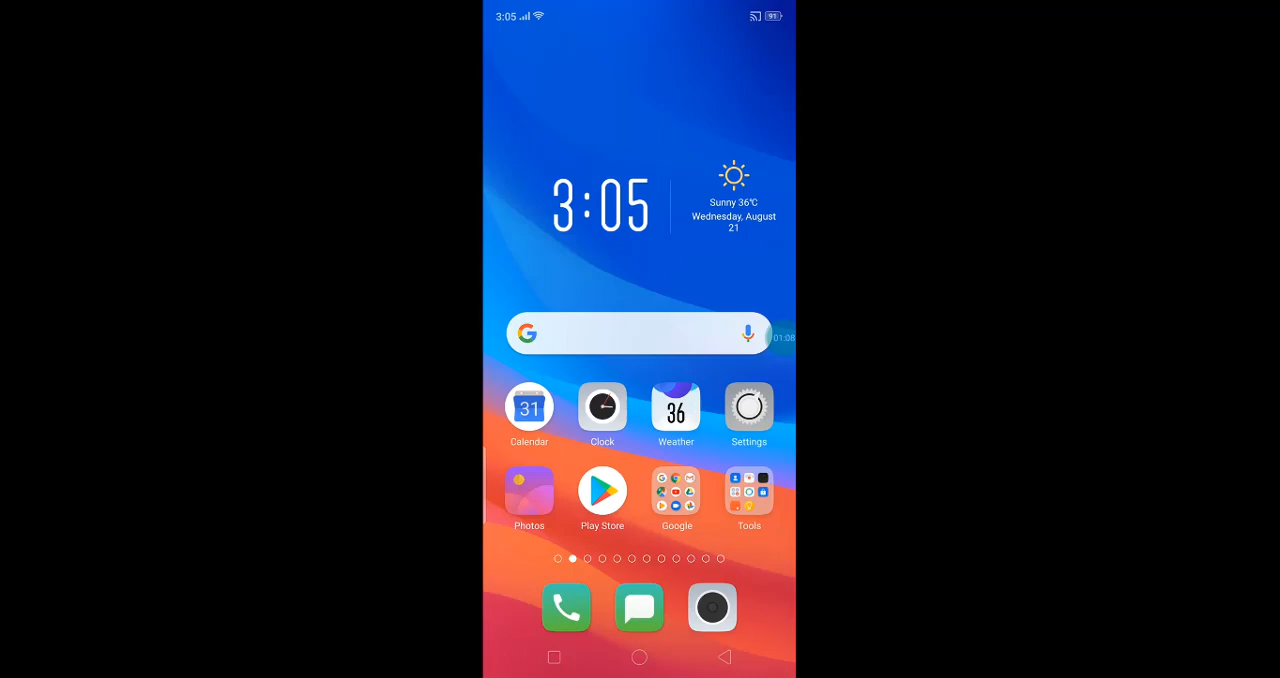 3:05
91
3:05
Sunny 36℃
Wednesday, August
21
01:08
31
36
Calendar
Clock
Weather
Settings
Photos
Play Store
Google
Tools